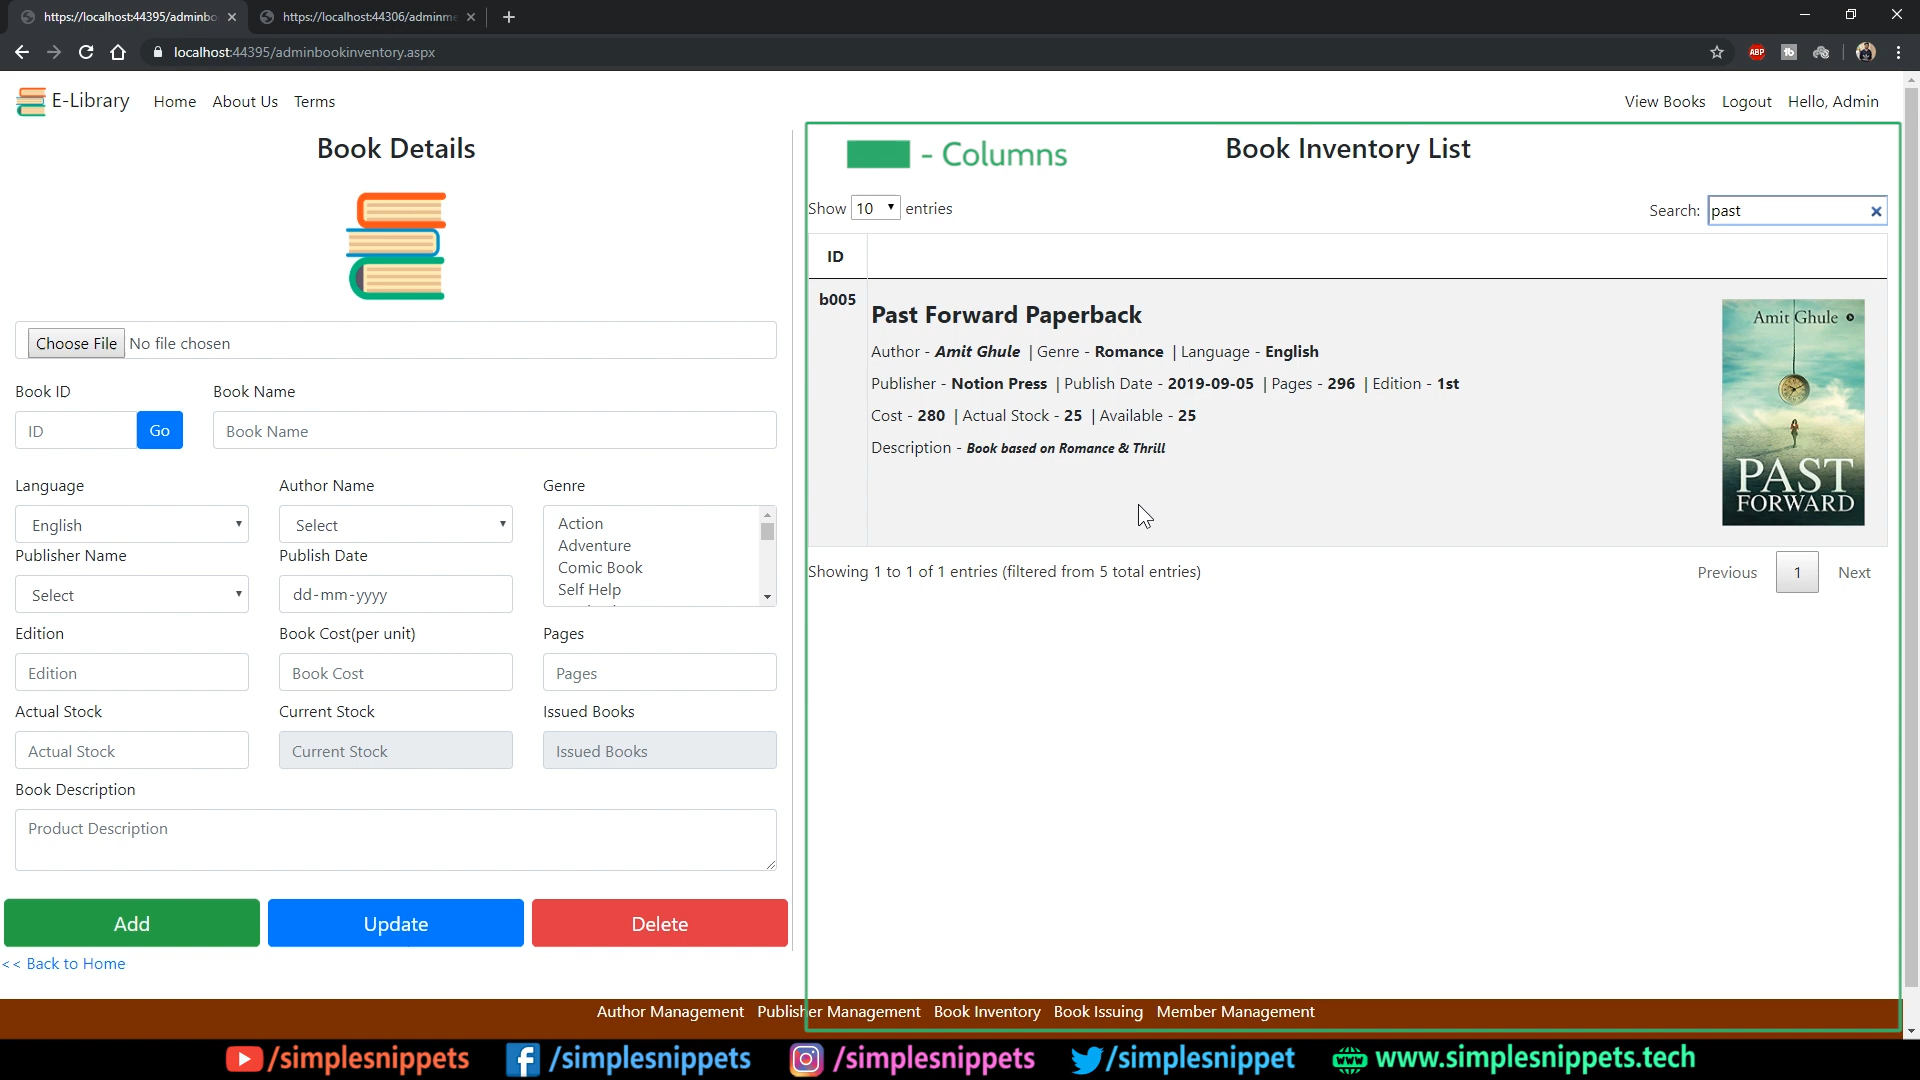 https://localhost:44395/adminbo
https://localhost:44306/adminme
localhost:44395/adminbookinventory.aspx
ABP
E-Library
Home
About Us
Terms
View Books
Logout
Hello, Admin
Book Details
Choose File
No file chosen
Book ID
Book Name
ID
Go
Book Name
Language
Author Name
Genre
English
Select
Action
Adventure
Comic Book
Self Help
Publisher Name
Publish Date
Select
dd-mm-yyyy
Edition
Book Cost(per unit)
Pages
Edition
Book Cost
Pages
Actual Stock
Current Stock
Issued Books
Actual Stock
Current Stock
Issued Books
Book Description
Product Description
Add
Update
Delete
<< Back to Home
- Columns
Book Inventory List
Show 10 entries
Search: past
ID
b005
Past Forward Paperback
Author - Amit Ghule | Genre - Romance | Language - English
Publisher - Notion Press | Publish Date - 2019-09-05 | Pages - 296 | Edition - 1st
Cost - 280 | Actual Stock - 25 | Available - 25
Description - Book based on Romance & Thrill
Amit Ghule
PAST
FORWARD
Showing 1 to 1 of 1 entries (filtered from 5 total entries)
Previous
1
Next
Author Management
Publisher Management
Book Inventory
Book Issuing
Member Management
/simplesnippets
/simplesnippets
/simplesnippets
/simplesnippet
www.simplesnippets.tech